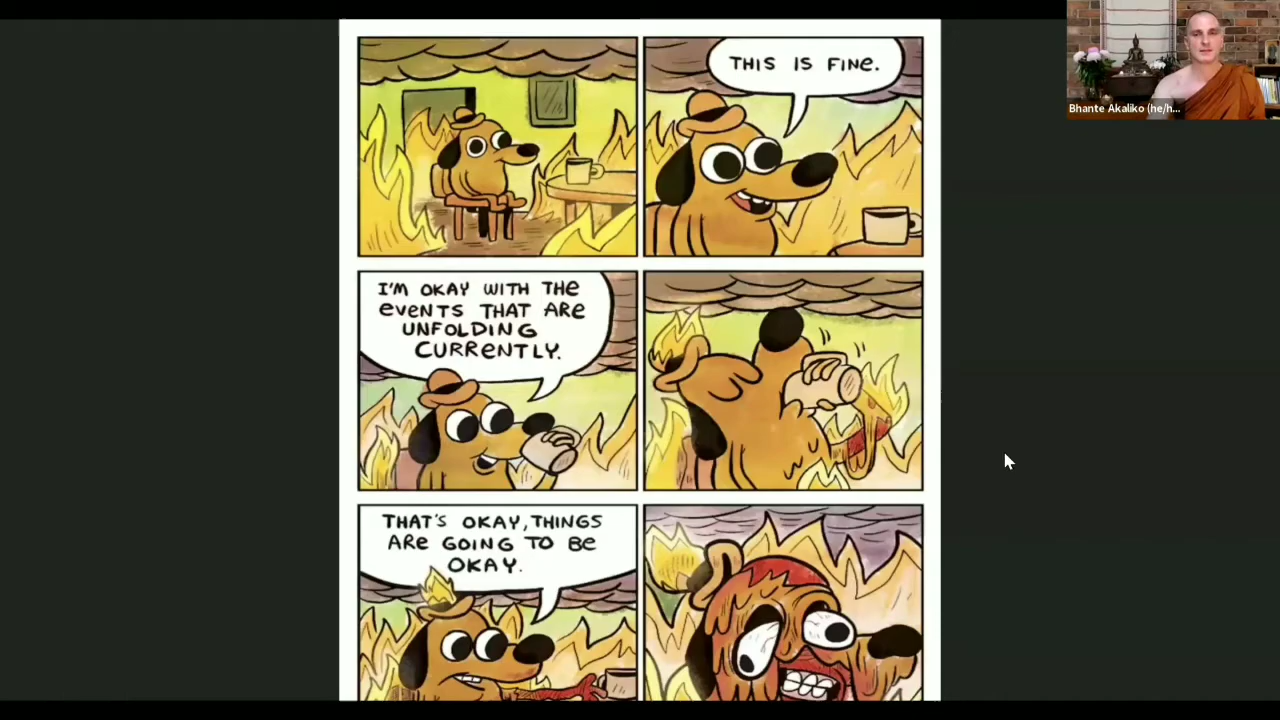 THIS IS FINE.
I'M OKAY WITH THE
EVENTS THAT ARE
UNFOLDING
CURRENTLY.
THAT'S OKAY, THINGS
ARE GOING TO BE
OKAY.
Bhante Akaliko (he/h...